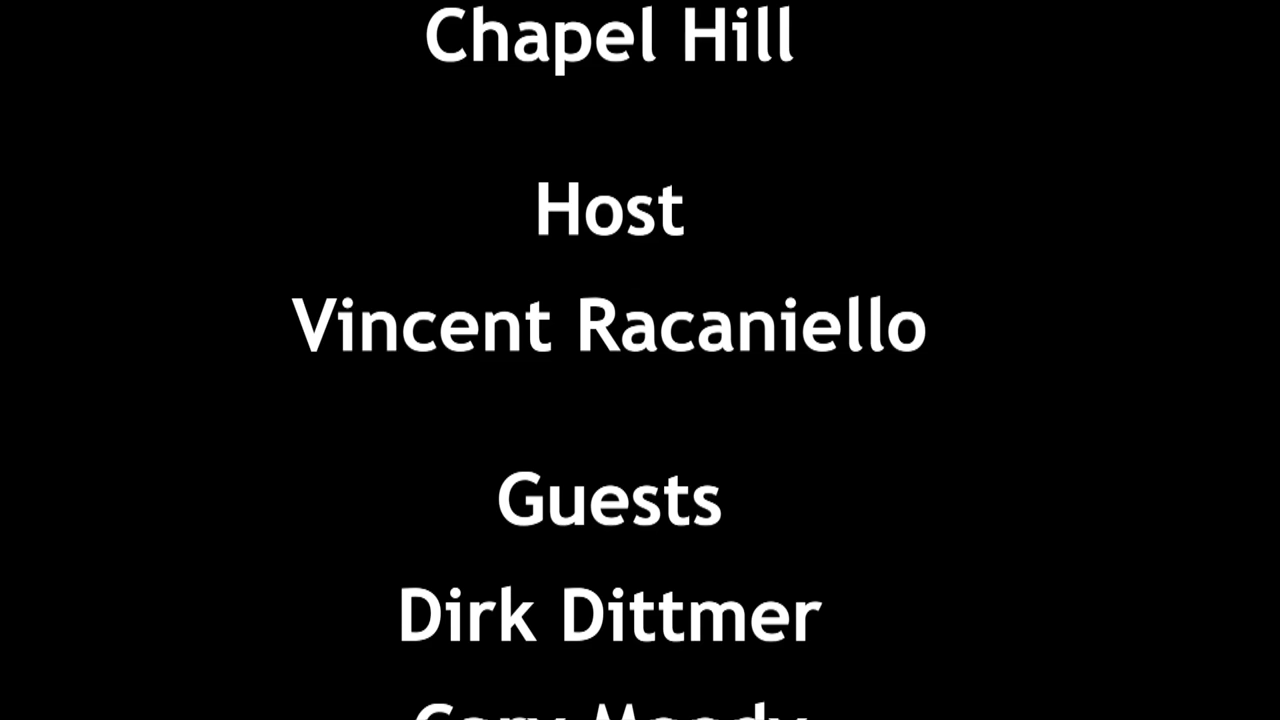 Chapel Hill
Host
Vincent Racaniello
Guests
Dirk Dittmer